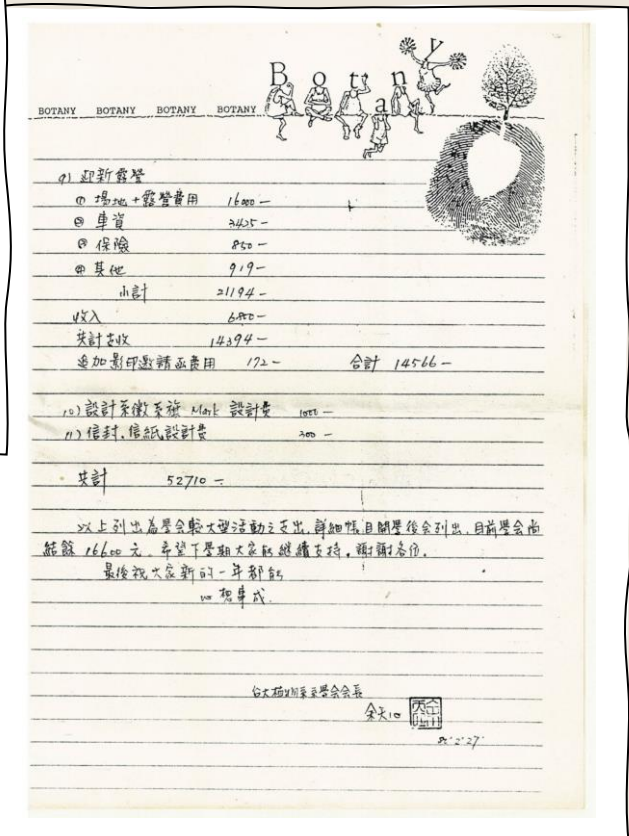 Botany
BOTANY BOTANY BOTANY BOTANY
9) 迎新露營
① 場地+露營費用 16000 —
② 車資 3425 —
③ 保險 850 —
④ 其他 919 —
小計 21194 —
收入 6800 —
共計支收 14394 —
追加影印邀請函費用 172 — 合計 14566 —
10) 設計系徽系旗 Mark 設計費 1000 —
11) 信封.信紙設計費 300 —
共計 52710 —
以上列出為學会較大型活動之支出,詳細帳目開學後会列出,目前學会尚
結餘 16600 元,希望下學期大家能繼續支持。謝謝各位。
最後祝大家新的一年都能
心想事成.
台大植物系系學会会長
余天心